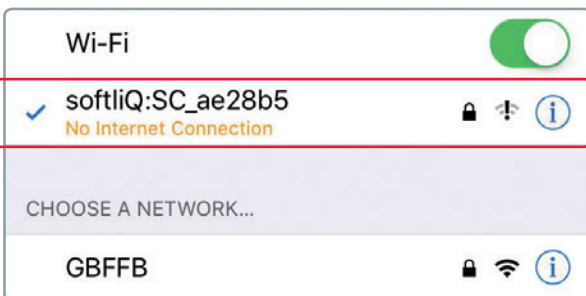 Wi-Fi
softliQ:SC_ae28b5
No Internet Connection
CHOOSE A NETWORK...
GBFFB